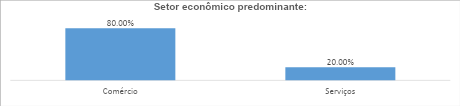 Setor econômico predominante:
80.00%
20.00%
Comércio
Serviços